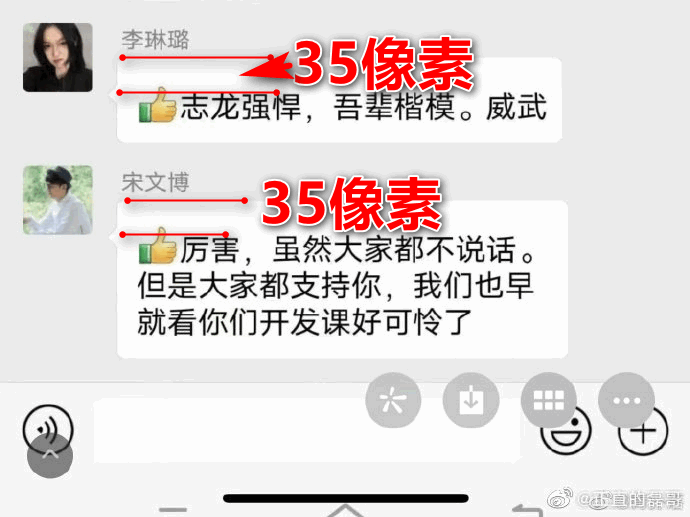 李琳璐
35像素
👍志龙强悍，吾辈楷模。威武
宋文博
35像素
👍厉害，虽然大家都不说话。
但是大家都支持你，我们也早
就看你们开发课好可怜了